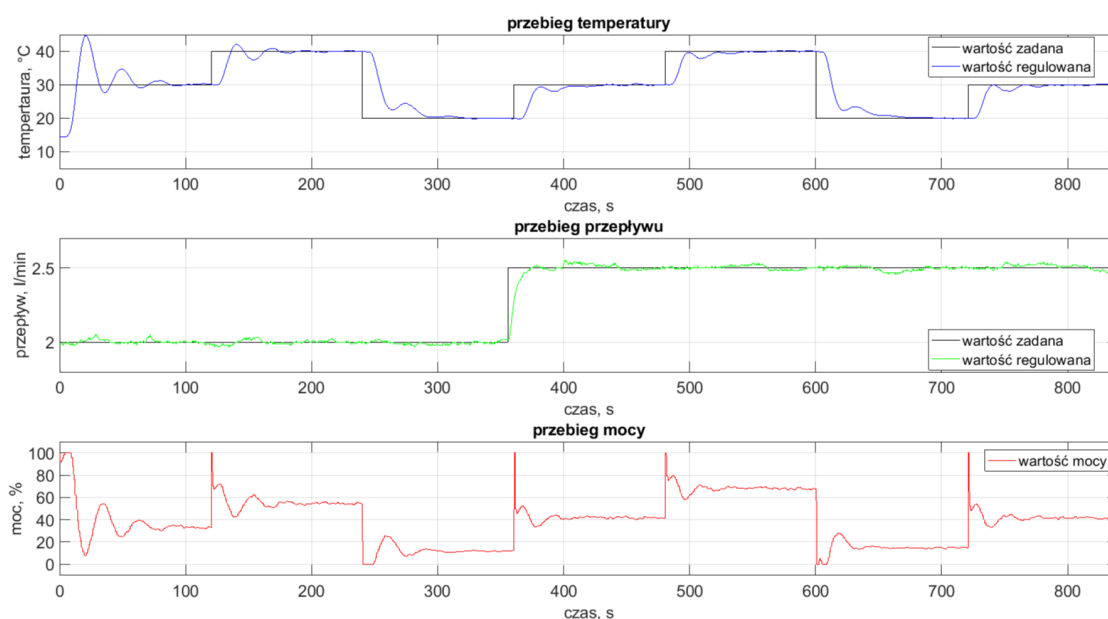 przebieg temperatury
40
30
20
10
tempertaura, °C
wartość zadana
wartość regulowana
0 100 200 300 400 500 600 700 800
czas, s
przebieg przepływu
2.5
2
przepływ, l/min
wartość zadana
wartość regulowana
0 100 200 300 400 500 600 700 800
czas, s
przebieg mocy
100
80
60
40
20
0
moc, %
wartość mocy
0 100 200 300 400 500 600 700 800
czas, s